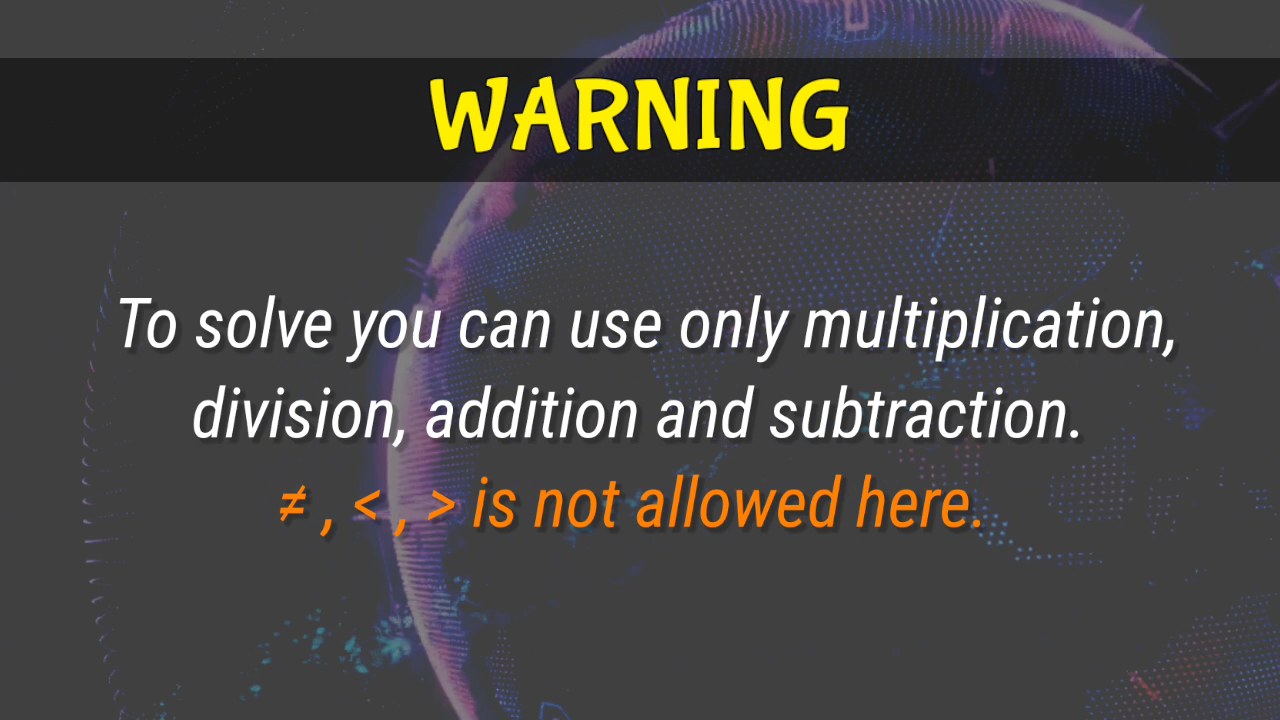 WARNING
To solve you can use only multiplication,
division, addition and subtraction.
≠ , < , > is not allowed here.